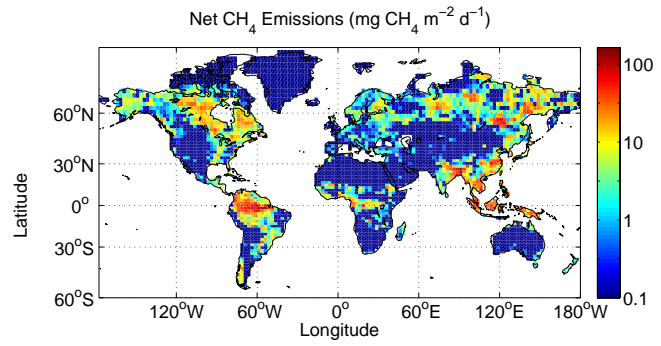 Net CH₄ Emissions (mg CH₄ m⁻² d⁻¹)
100
10
1
0.1
60°N
30°N
0°
30°S
60°S
Latitude
120°W 60°W 0° 60°E 120°E 180°W
Longitude